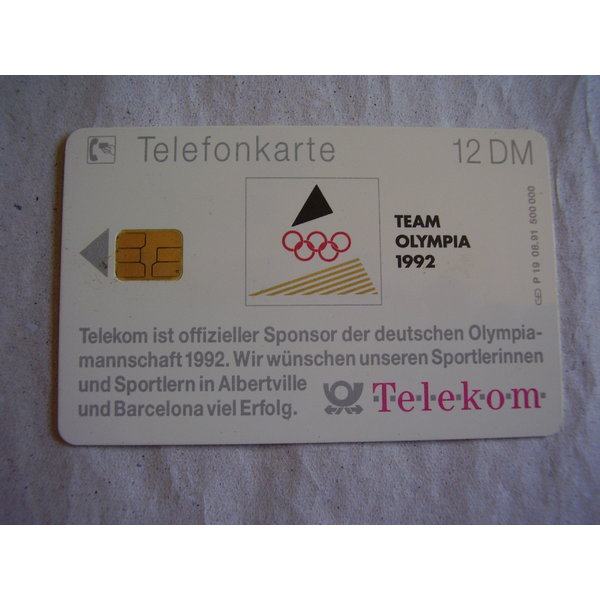 Telefonkarte
12 DM
TEAM
OLYMPIA
1992
P 19 08.91 500 000
Telekom ist offizieller Sponsor der deutschen Olympia-
mannschaft 1992. Wir wünschen unseren Sportlerinnen
und Sportlern in Albertville
und Barcelona viel Erfolg.
Telekom